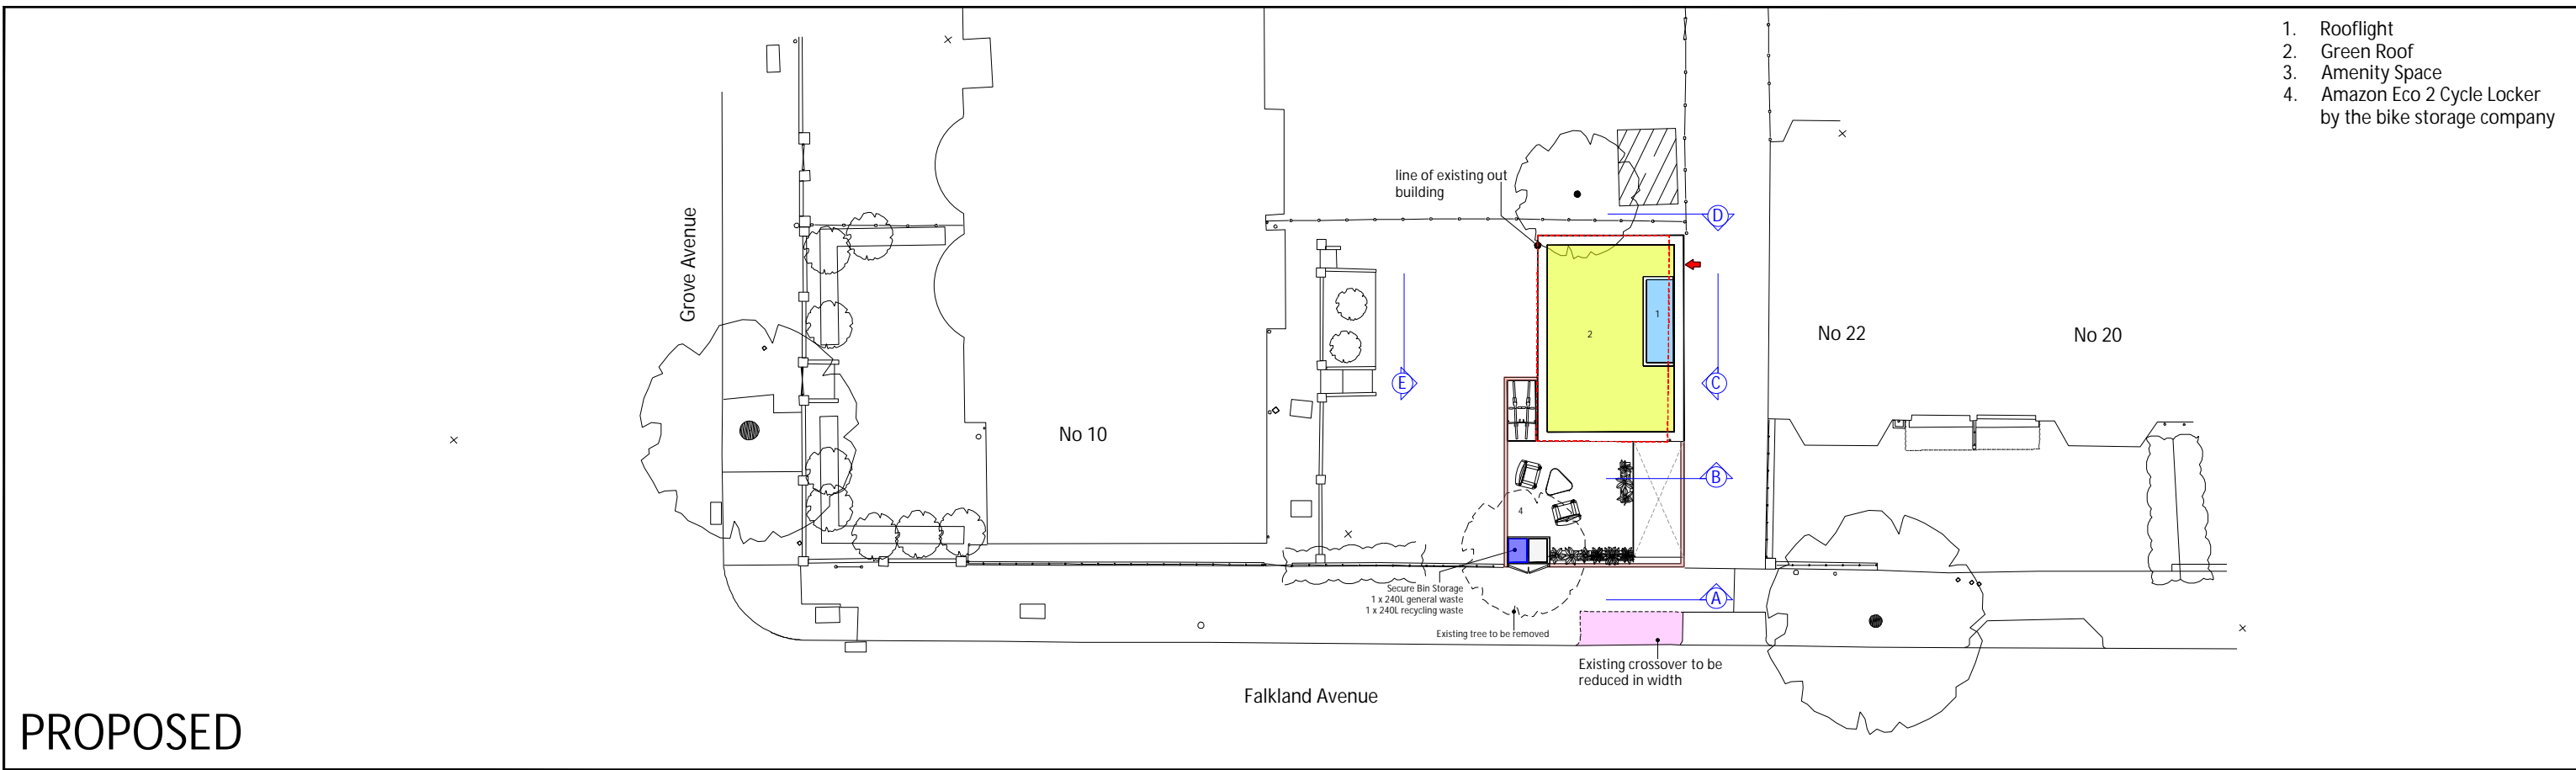 1. Rooflight
2. Green Roof
3. Amenity Space
4. Amazon Eco 2 Cycle Locker
by the bike storage company
line of existing out
building
Grove Avenue
D
1
2
No 22
No 20
E
C
No 10
B
4
Secure Bin Storage
1 x 240L general waste
1 x 240L recycling waste
A
Existing tree to be removed
Existing crossover to be
reduced in width
Falkland Avenue
PROPOSED